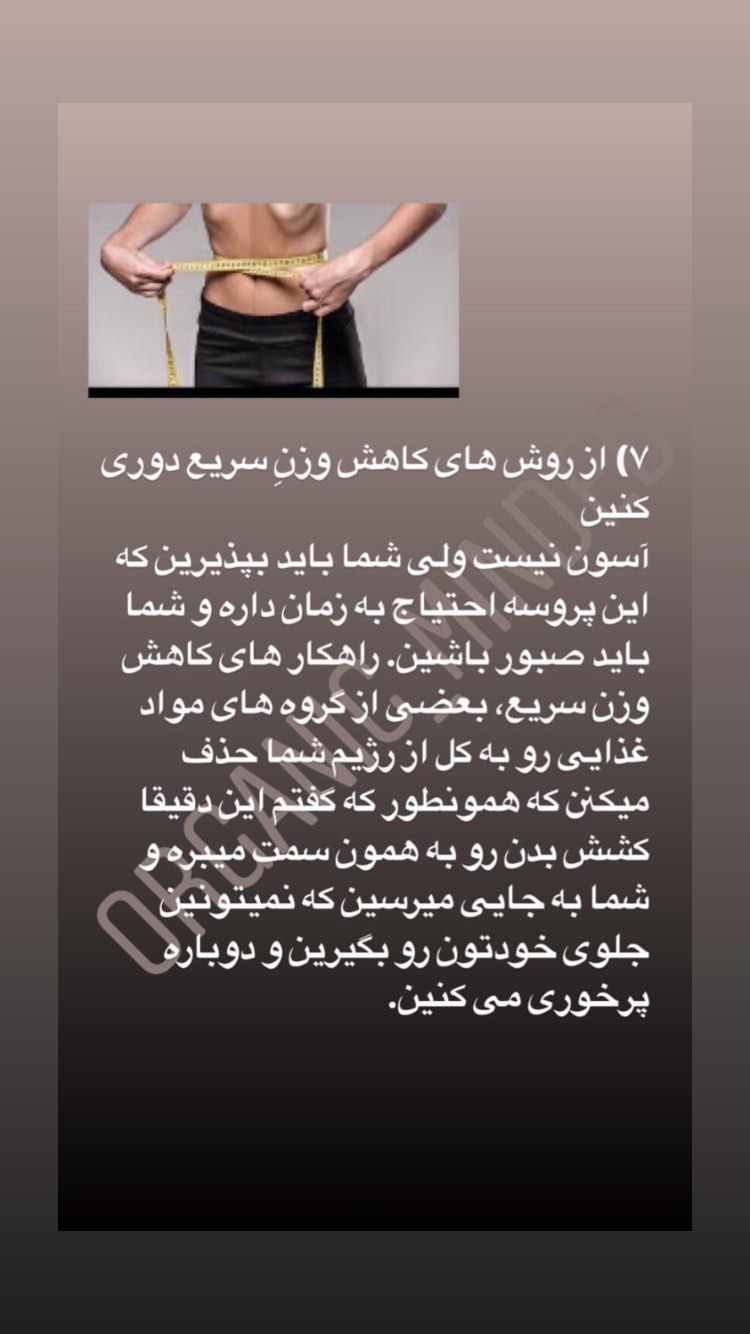 ۷) از روش های کاهش وزنِ سریع دوری
کنین
آسون نیست ولی شما باید بپذیرین که
این پروسه احتیاج به زمان داره و شما
باید صبور باشین. راهکار های کاهش
وزن سریع، بعضی از گروه های مواد
غذایی رو به کل از رژیم شما حذف
میکنن که همونطور که گفتم این دقیقا
کشش بدن رو به همون سمت میبره و
شما به جایی میرسین که نمیتونین
جلوی خودتون رو بگیرین و دوباره
پرخوری می کنین.
ORGANIC_MINDED